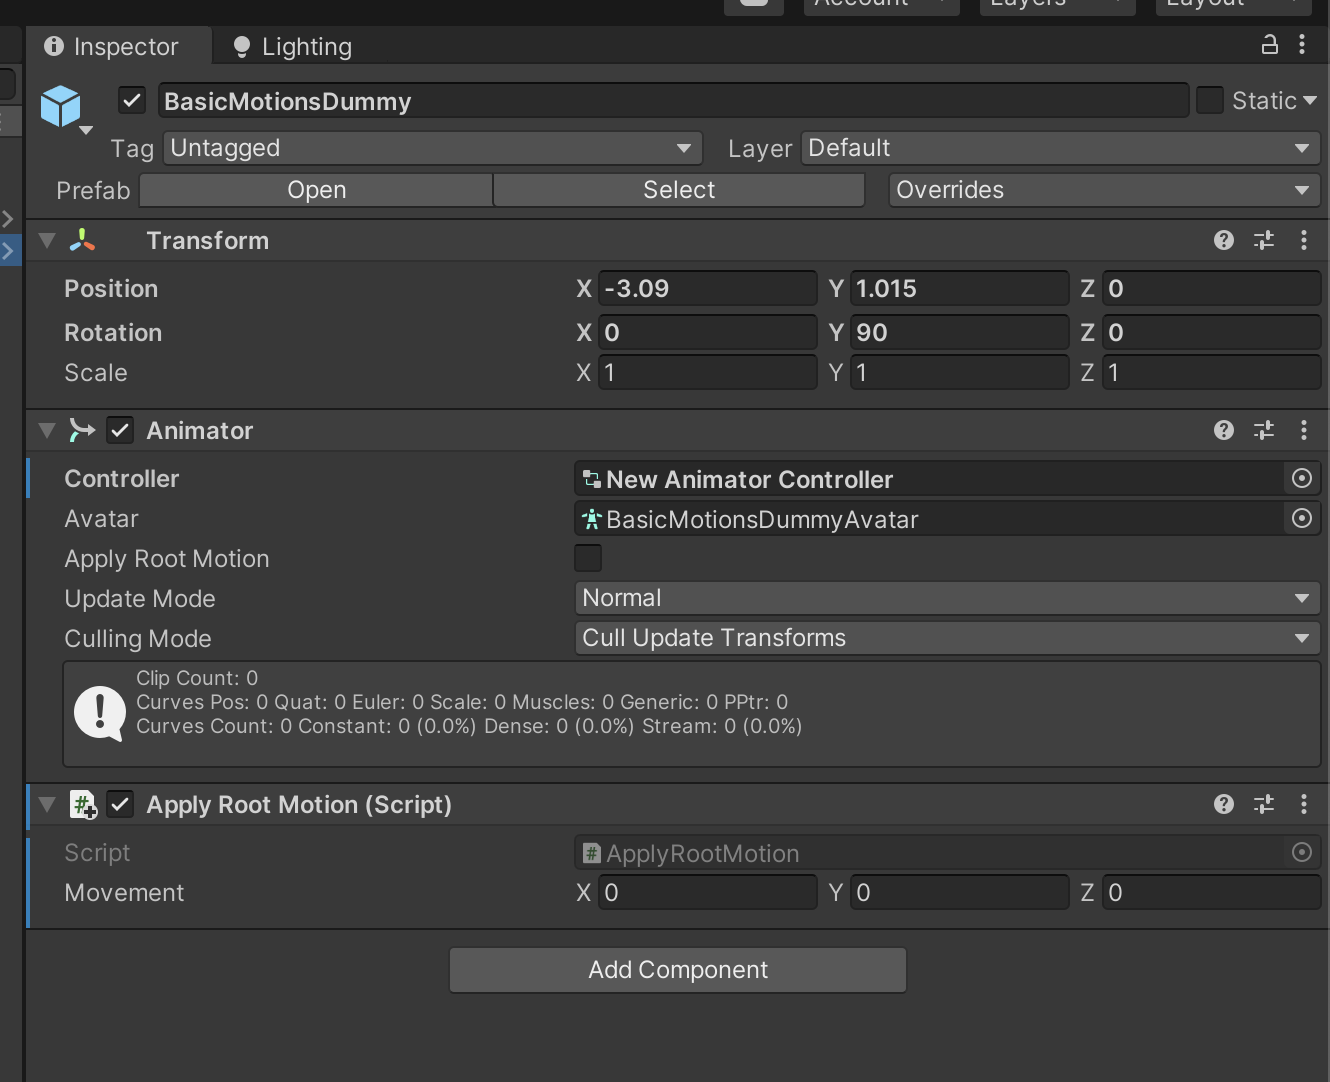 Account Layers Layout
Inspector Lighting
BasicMotionsDummy Static
Tag Untagged Layer Default
Prefab Open Select Overrides
Transform
Position X -3.09 Y 1.015 Z 0
Rotation X 0 Y 90 Z 0
Scale X 1 Y 1 Z 1
Animator
Controller New Animator Controller
Avatar BasicMotionsDummyAvatar
Apply Root Motion
Update Mode Normal
Culling Mode Cull Update Transforms
Clip Count: 0
Curves Pos: 0 Quat: 0 Euler: 0 Scale: 0 Muscles: 0 Generic: 0 PPtr: 0
Curves Count: 0 Constant: 0 (0.0%) Dense: 0 (0.0%) Stream: 0 (0.0%)
# Apply Root Motion (Script)
Script # ApplyRootMotion
Movement X 0 Y 0 Z 0
Add Component